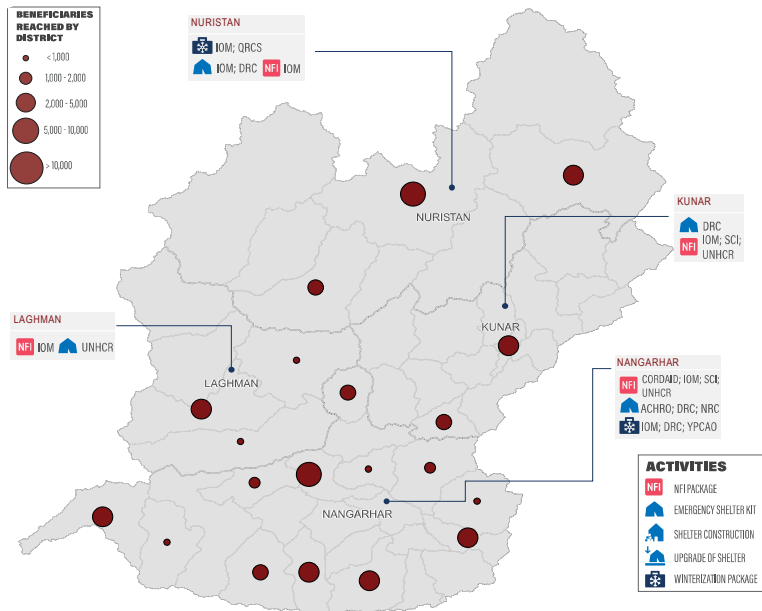 BENEFICIARIES
REACHED BY
DISTRICT
< 1,000
1,000 - 2,000
2,000 - 5,000
5,000 - 10,000
> 10,000
NURISTAN
IOM; QRCS
IOM; DRC NFI IOM
NURISTAN
KUNAR
DRC
NFI IOM; SCI;
UNHCR
KUNAR
LAGHMAN
NFI IOM UNHCR
LAGHMAN
NANGARHAR
NFI CORDAID; IOM; SCI;
UNHCR
ACHRO; DRC; NRC
IOM; DRC; YPCAO
NANGARHAR
ACTIVITIES
NFI NFI PACKAGE
EMERGENCY SHELTER KIT
SHELTER CONSTRUCTION
UPGRADE OF SHELTER
WINTERIZATION PACKAGE